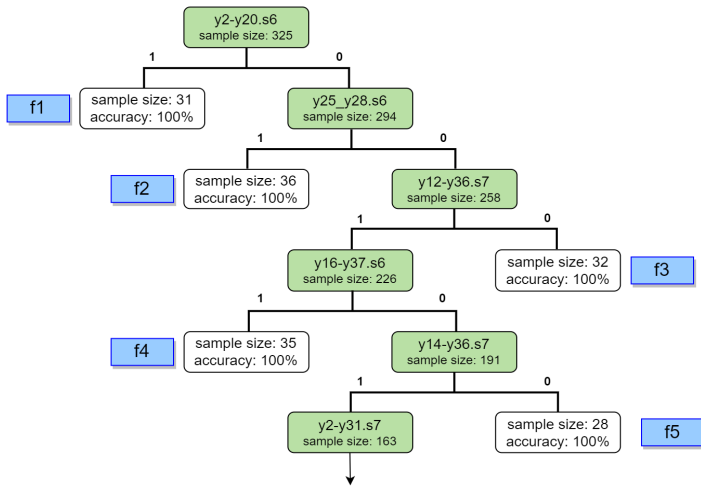 y2-y20.s6
sample size: 325
1
0
f1
sample size: 31
accuracy: 100%
y25_y28.s6
sample size: 294
1
0
f2
sample size: 36
accuracy: 100%
y12-y36.s7
sample size: 258
1
0
y16-y37.s6
sample size: 226
sample size: 32
accuracy: 100%
f3
1
0
f4
sample size: 35
accuracy: 100%
y14-y36.s7
sample size: 191
1
0
y2-y31.s7
sample size: 163
sample size: 28
accuracy: 100%
f5